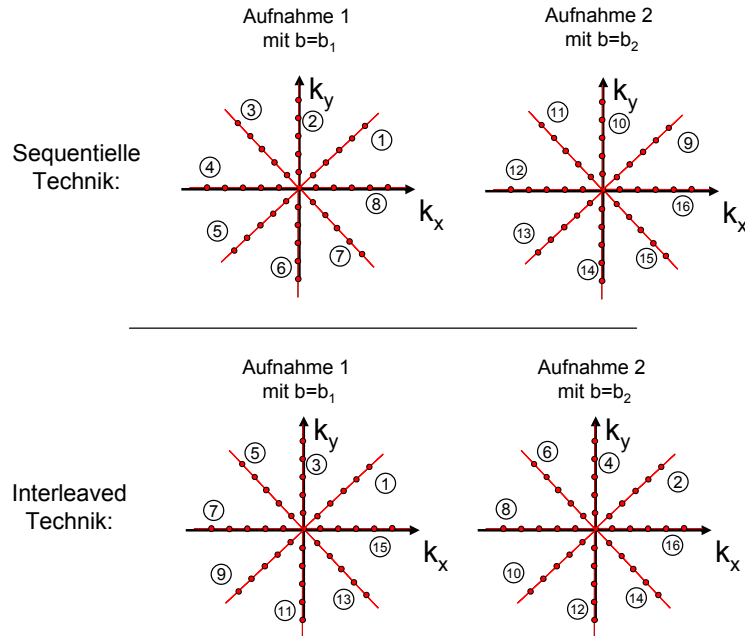 Aufnahme 1
mit b=b1
Aufnahme 2
mit b=b2
Sequentielle
Technik:
ky
③ ② ①
④ ⑧
kx
⑤ ⑥ ⑦
ky
⑪ ⑩ ⑨
⑫ ⑯
kx
⑬ ⑭ ⑮
Aufnahme 1
mit b=b1
Aufnahme 2
mit b=b2
Interleaved
Technik:
ky
⑤ ③ ①
⑦ ⑮
kx
⑨ ⑪ ⑬
ky
⑥ ④ ②
⑧ ⑯
kx
⑩ ⑫ ⑭